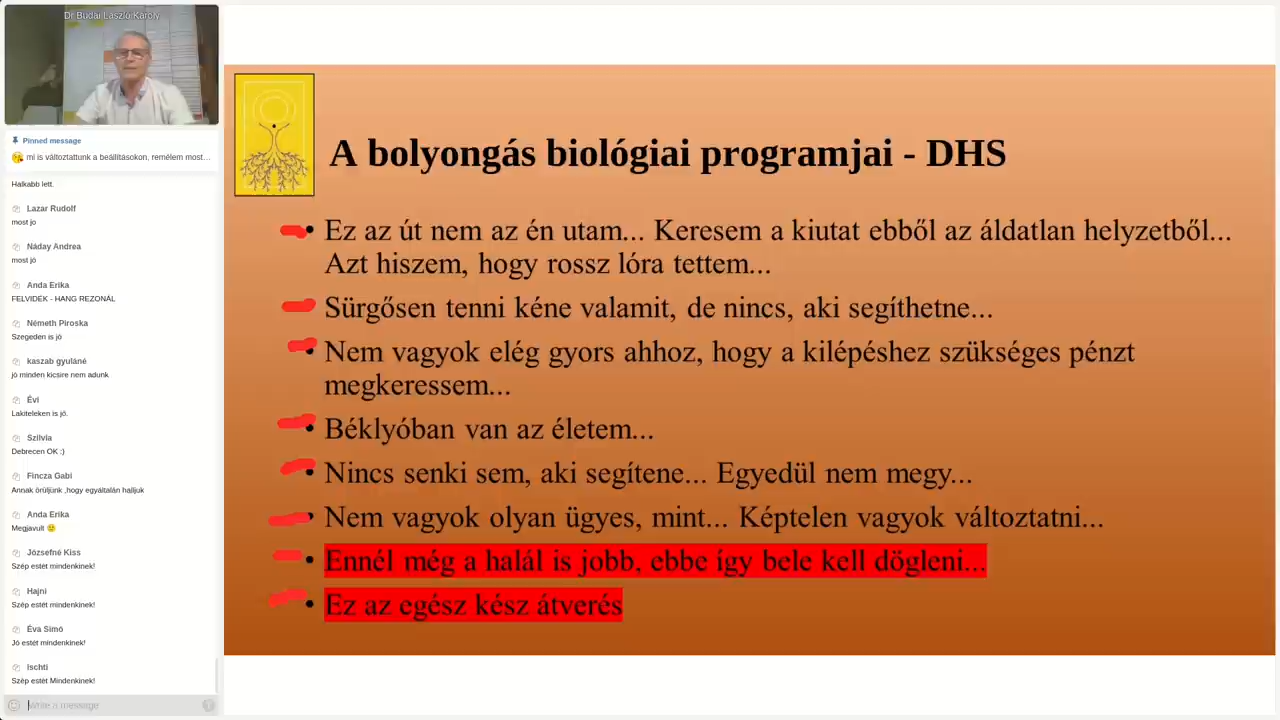 Dr Budai László Károly
Pinned message
mi is változtattunk a beállításokon, remélem most...
Halkabb lett.
Lazar Rudolf
most jo
Náday Andrea
most jó
Anda Erika
FELVIDÉK - HANG REZONÁL
Németh Piroska
Szegeden is jó
kaszab gyuláné
jó minden kicsire nem adunk
Évi
Lakiteleken is jó.
Szilvia
Debrecen OK :)
Fincza Gabi
Annak örüljünk ,hogy egyáltalán halljuk
Anda Erika
Megjavult 🙂
Józsefné Kiss
Szép estét mindenkinek!
Hajni
Szép estét mindenkinek!
Éva Simó
Jó estét mindenkinek!
Ischti
Szép estét Mindenkinek!
Write a message
A bolyongás biológiai programjai - DHS
• Ez az út nem az én utam... Keresem a kiutat ebből az áldatlan helyzetből...
Azt hiszem, hogy rossz lóra tettem...
Sürgősen tenni kéne valamit, de nincs, aki segíthetne...
• Nem vagyok elég gyors ahhoz, hogy a kilépéshez szükséges pénzt
megkeressem...
• Béklyóban van az életem...
• Nincs senki sem, aki segítene... Egyedül nem megy...
• Nem vagyok olyan ügyes, mint... Képtelen vagyok változtatni...
• Ennél még a halál is jobb, ebbe így bele kell dögleni...
• Ez az egész kész átverés